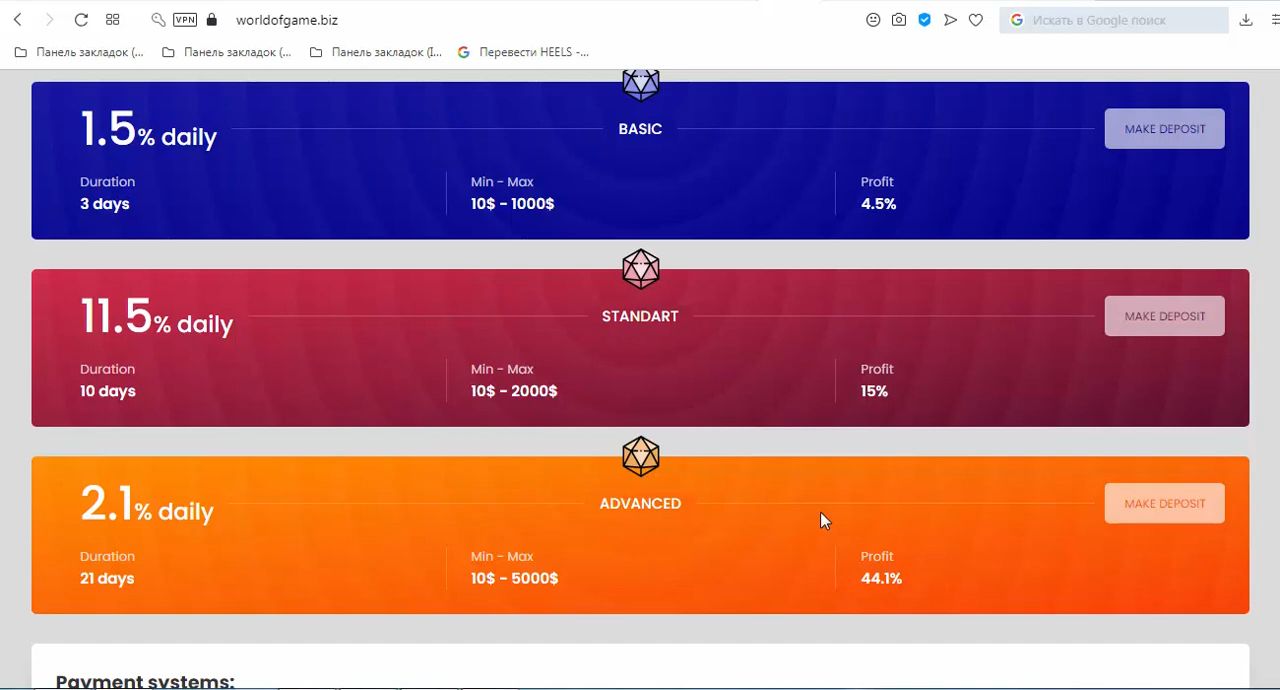 VPN
worldofgame.biz
Искать в Google поиск
Панель закладок (...
Панель закладок (...
Панель закладок (I...
Перевести HEELS -...
1.5% daily
BASIC
MAKE DEPOSIT
Duration
Min - Max
Profit
3 days
10$ - 1000$
4.5%
11.5% daily
STANDART
MAKE DEPOSIT
Duration
Min - Max
Profit
10 days
10$ - 2000$
15%
2.1% daily
ADVANCED
MAKE DEPOSIT
Duration
Min - Max
Profit
21 days
10$ - 5000$
44.1%
Payment systems: